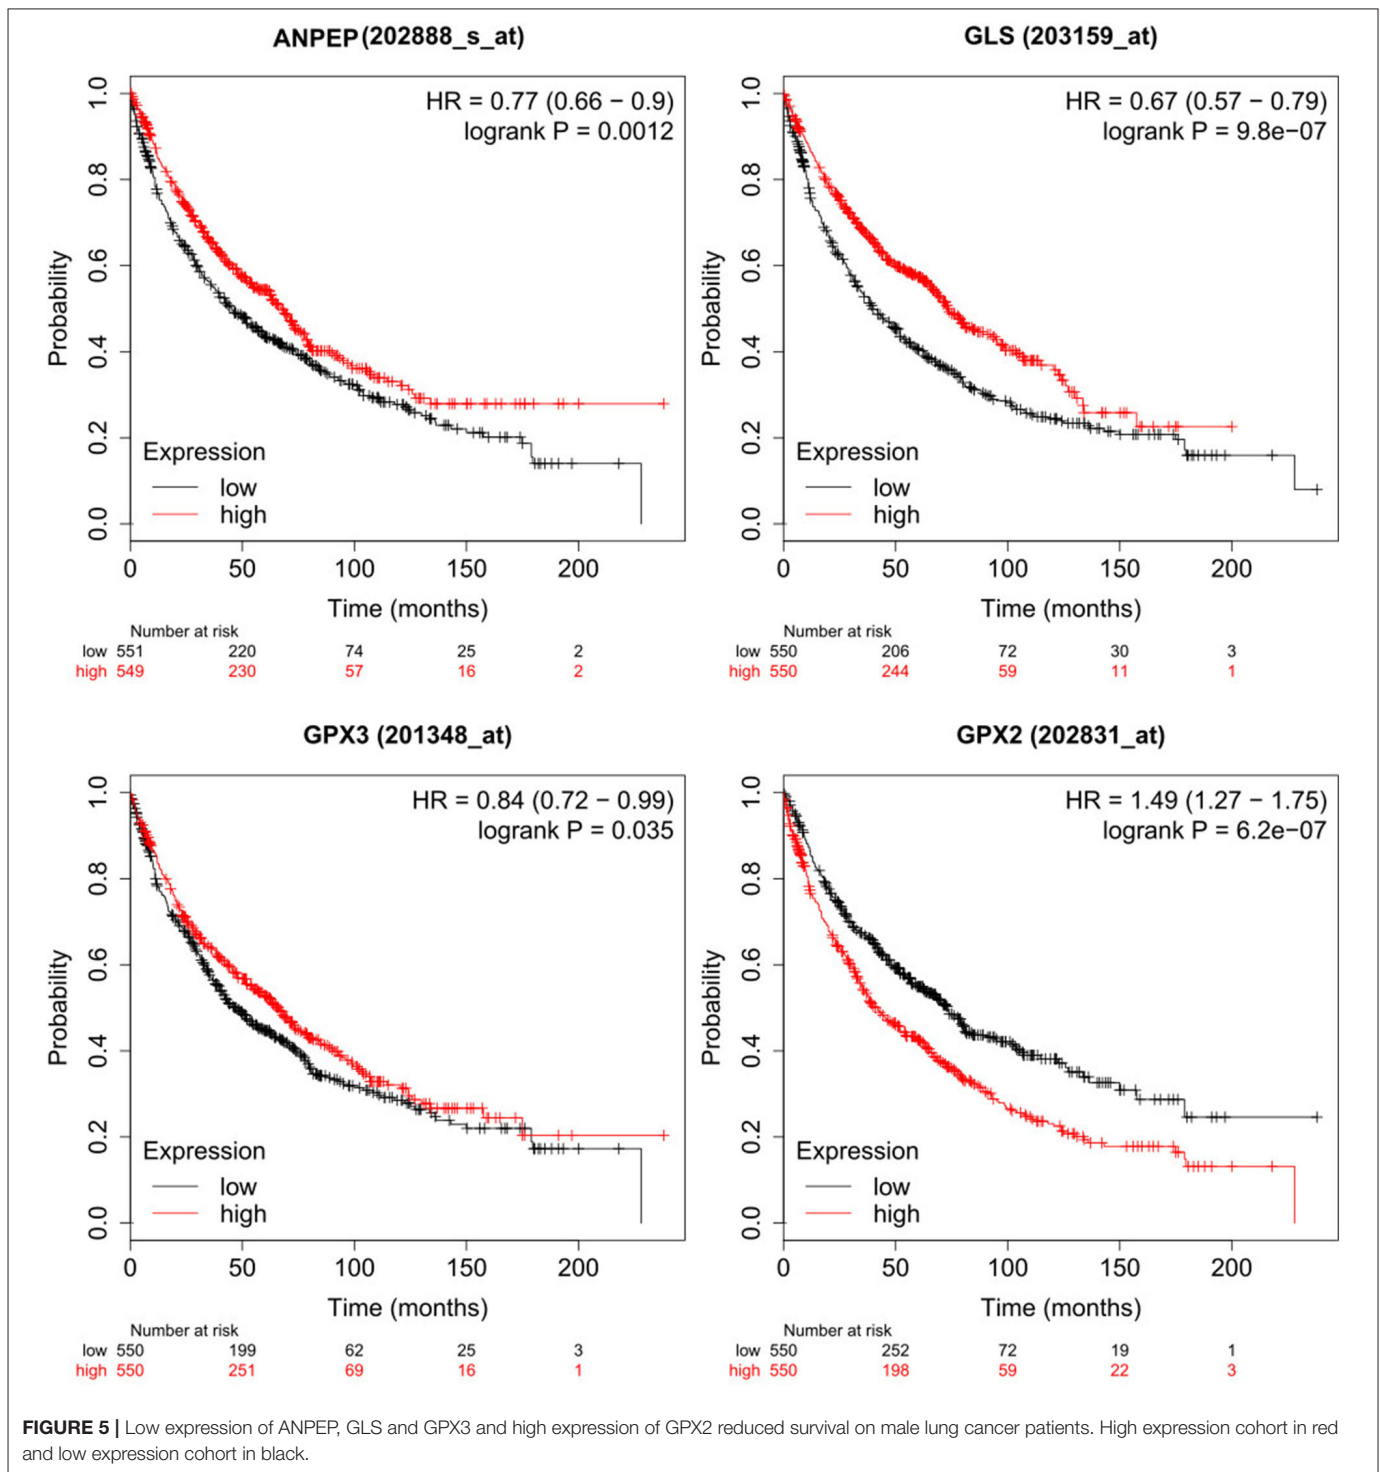 ANPEP (202888_s_at)
HR = 0.77 (0.66 − 0.9)
logrank P = 0.0012
Probability
1.0
0.8
0.6
0.4
0.2
0.0
Expression
low
high
0 50 100 150 200
Time (months)
Number at risk
low 551 220 74 25 2
high 549 230 57 16 2
GLS (203159_at)
HR = 0.67 (0.57 − 0.79)
logrank P = 9.8e−07
Probability
1.0
0.8
0.6
0.4
0.2
0.0
Expression
low
high
0 50 100 150 200
Time (months)
Number at risk
low 550 206 72 30 3
high 550 244 59 11 1
GPX3 (201348_at)
HR = 0.84 (0.72 − 0.99)
logrank P = 0.035
Probability
1.0
0.8
0.6
0.4
0.2
0.0
Expression
low
high
0 50 100 150 200
Time (months)
Number at risk
low 550 199 62 25 3
high 550 251 69 16 1
GPX2 (202831_at)
HR = 1.49 (1.27 − 1.75)
logrank P = 6.2e−07
Probability
1.0
0.8
0.6
0.4
0.2
0.0
Expression
low
high
0 50 100 150 200
Time (months)
Number at risk
low 550 252 72 19 1
high 550 198 59 22 3
FIGURE 5 | Low expression of ANPEP, GLS and GPX3 and high expression of GPX2 reduced survival on male lung cancer patients. High expression cohort in red
and low expression cohort in black.